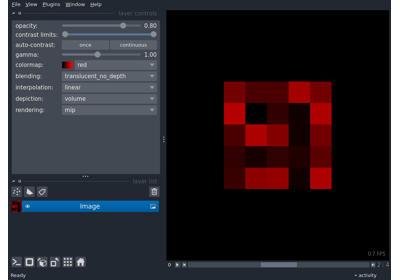 File View Plugins Window Help
layer controls
opacity: 0.80
contrast limits:
auto-contrast: once continuous
gamma: 1.00
colormap: red
blending: translucent_no_depth
interpolation: linear
depiction: volume
rendering: mip
layer list
Image
0.7 FPS
0 2 4
Ready activity